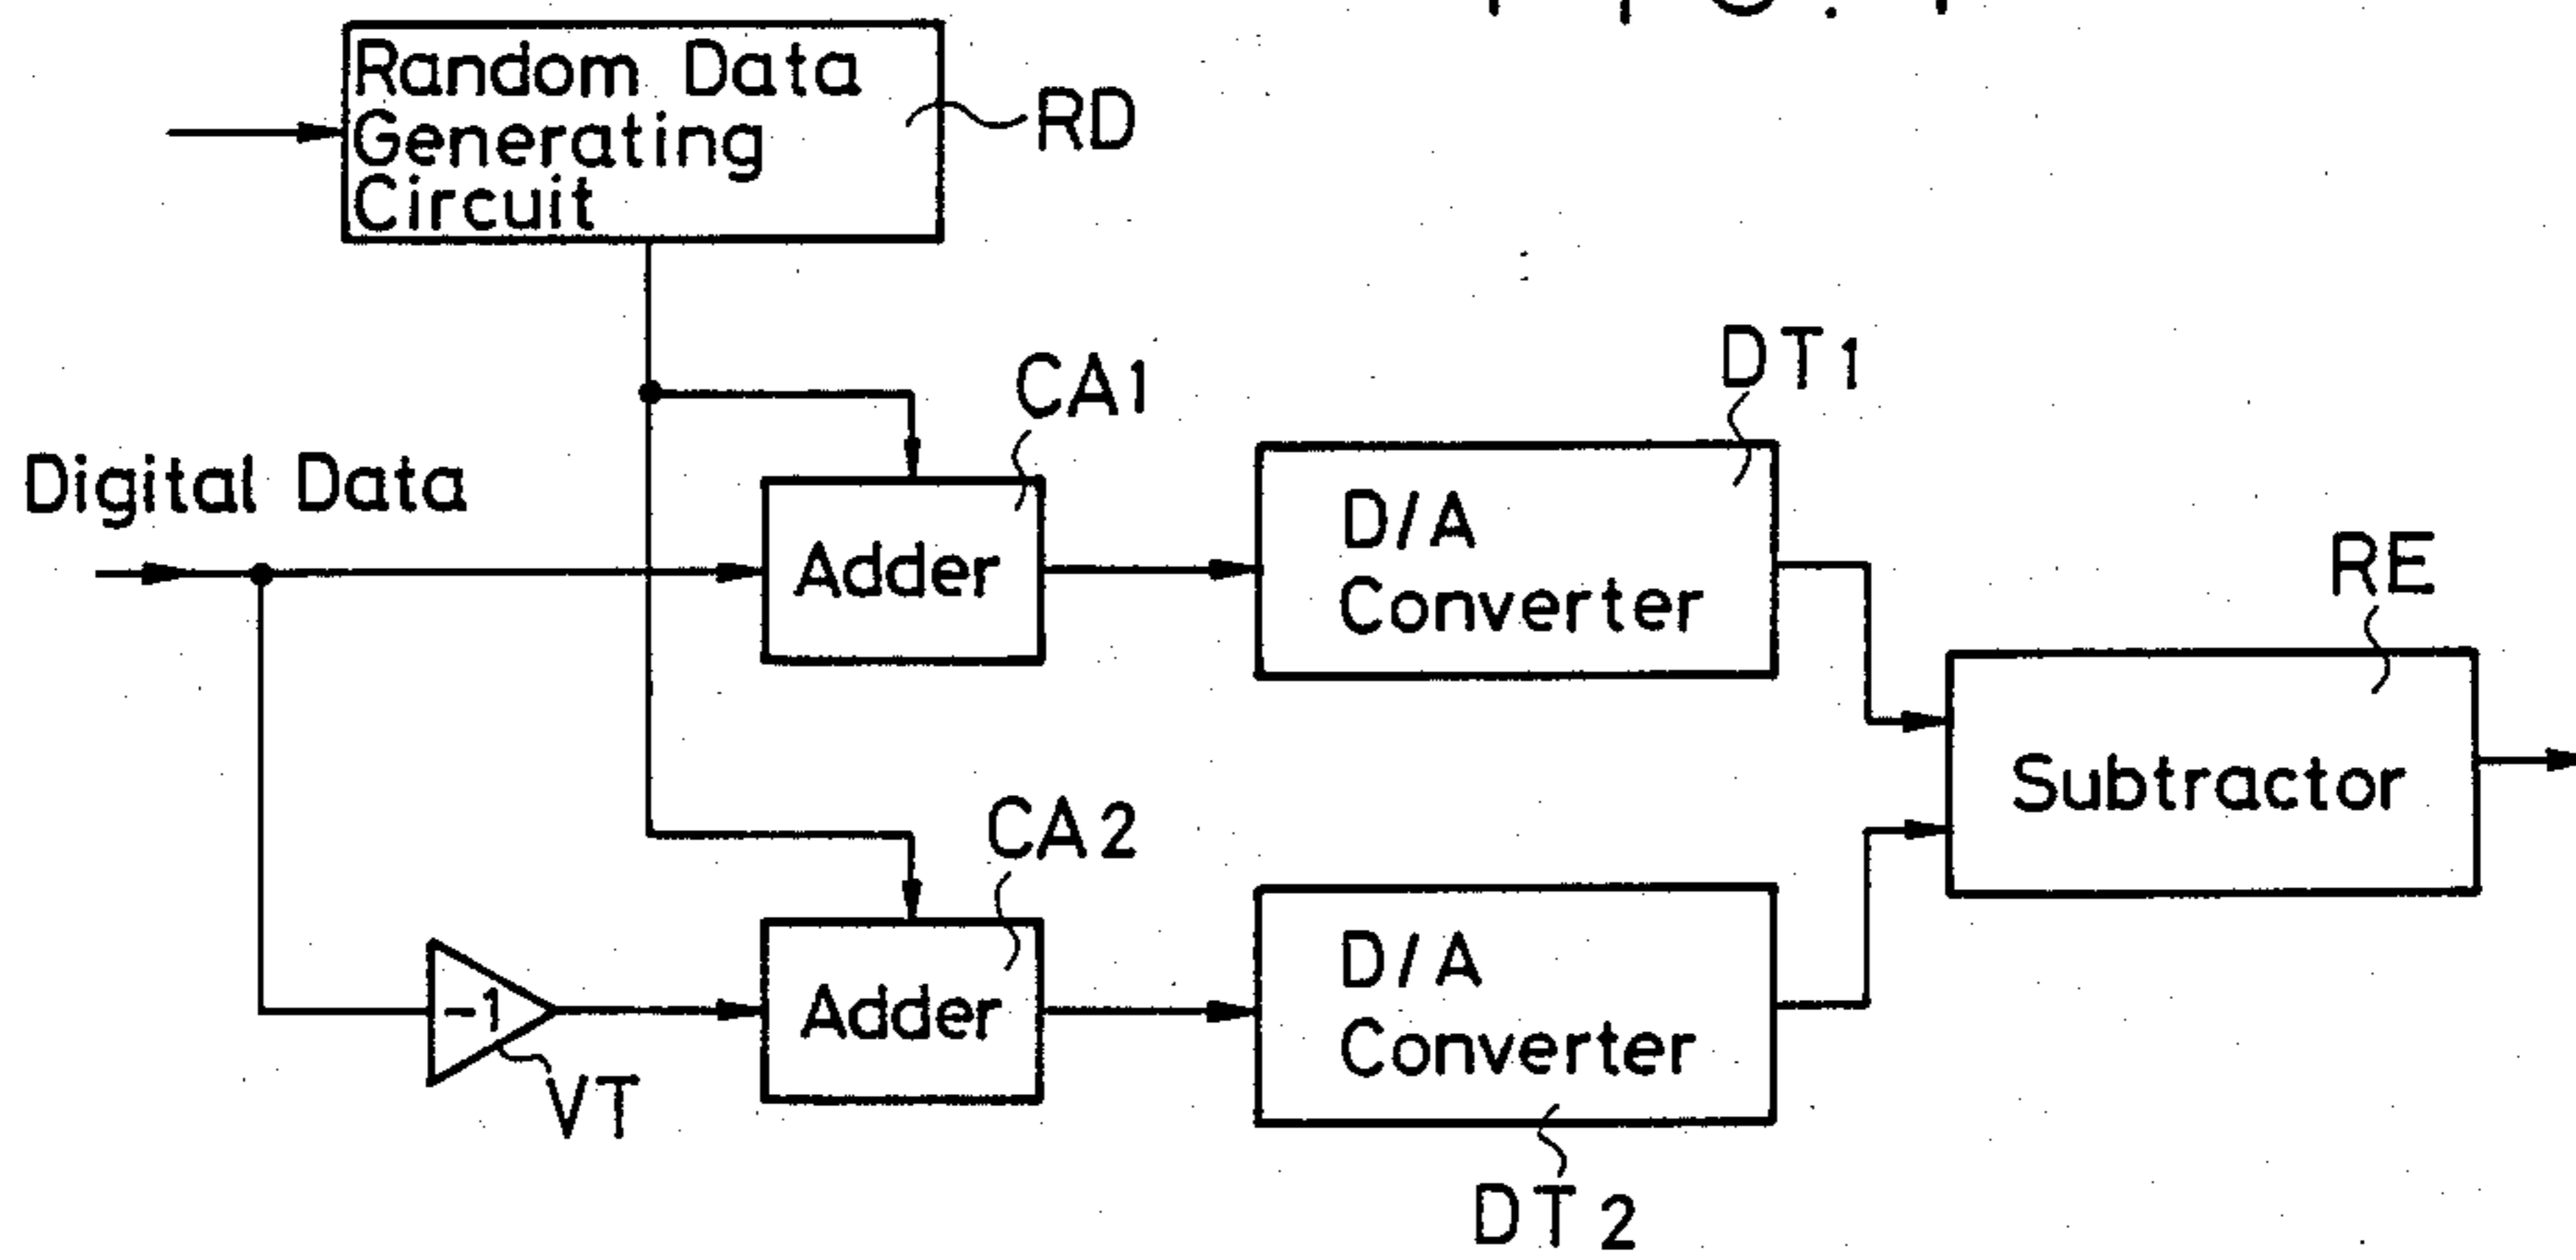 Random Data
Generating
Circuit
RD
CA1
DT1
Digital Data
Adder
D/A
Converter
RE
Subtractor
CA2
-1
VT
Adder
D/A
Converter
DT2